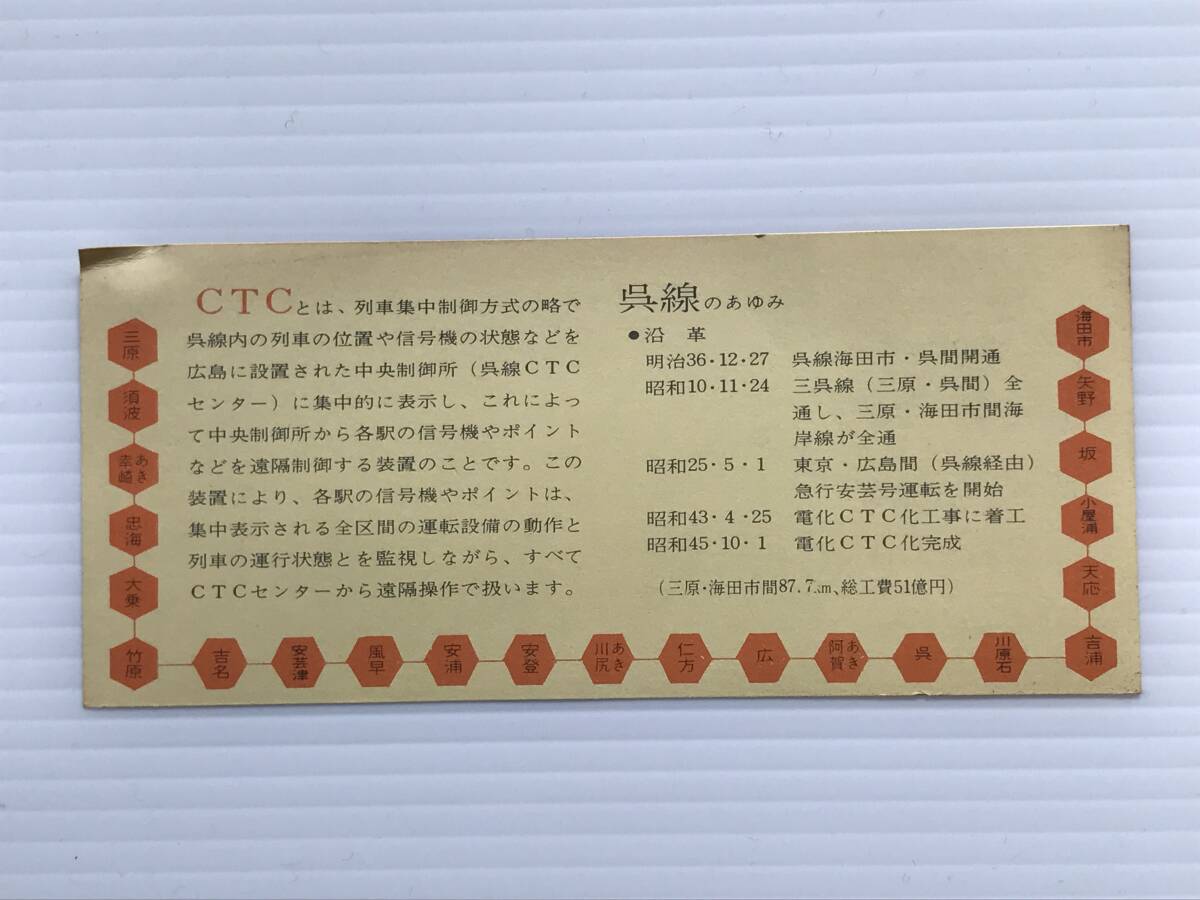 CTCとは、列車集中制御方式の略で
呉線内の列車の位置や信号機の状態などを
広島に設置された中央制御所（呉線CTC
センター）に集中的に表示し、これによっ
て中央制御所から各駅の信号機やポイント
などを遠隔制御する装置のことです。この
装置により、各駅の信号機やポイントは、
集中表示される全区間の運転設備の動作と
列車の運行状態とを監視しながら、すべて
CTCセンターから遠隔操作で扱います。
呉線のあゆみ
●沿革
明治36・12・27 呉線海田市・呉間開通
昭和10・11・24 三呉線（三原・呉間）全
通し、三原・海田市間海
岸線が全通
昭和25・5・1 東京・広島間（呉線経由）
急行安芸号運転を開始
昭和43・4・25 電化CTC化工事に着工
昭和45・10・1 電化CTC化完成
（三原・海田市間87.7km、総工費51億円）
三原
須波
あき幸崎
忠海
大乗
竹原
吉名
安芸津
風早
安浦
安登
あき川尻
仁方
広
あき阿賀
呉
川原石
吉浦
天応
小屋浦
坂
矢野
海田市